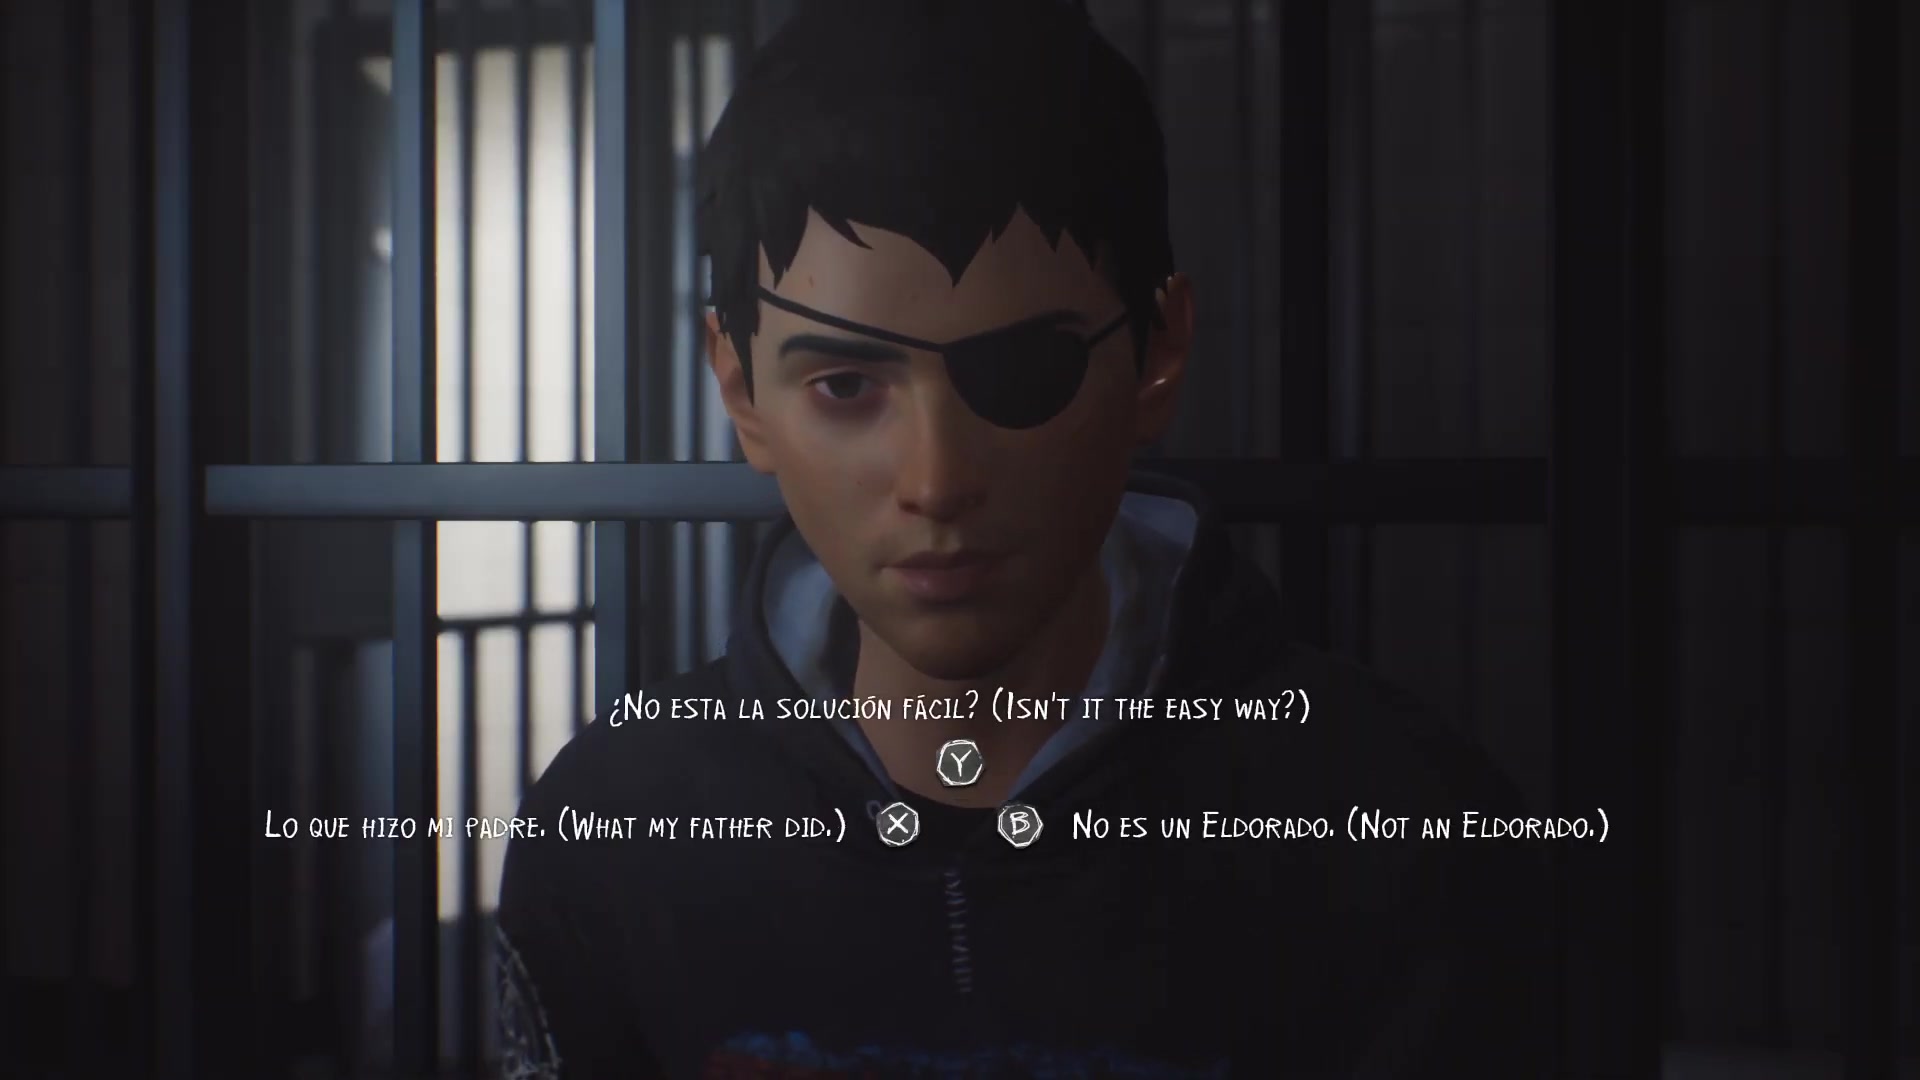 ¿No esta la solución fácil? (Isn't it the easy way?)
Y
Lo que hizo mi padre. (What my father did.) X B No es un Eldorado. (Not an Eldorado.)